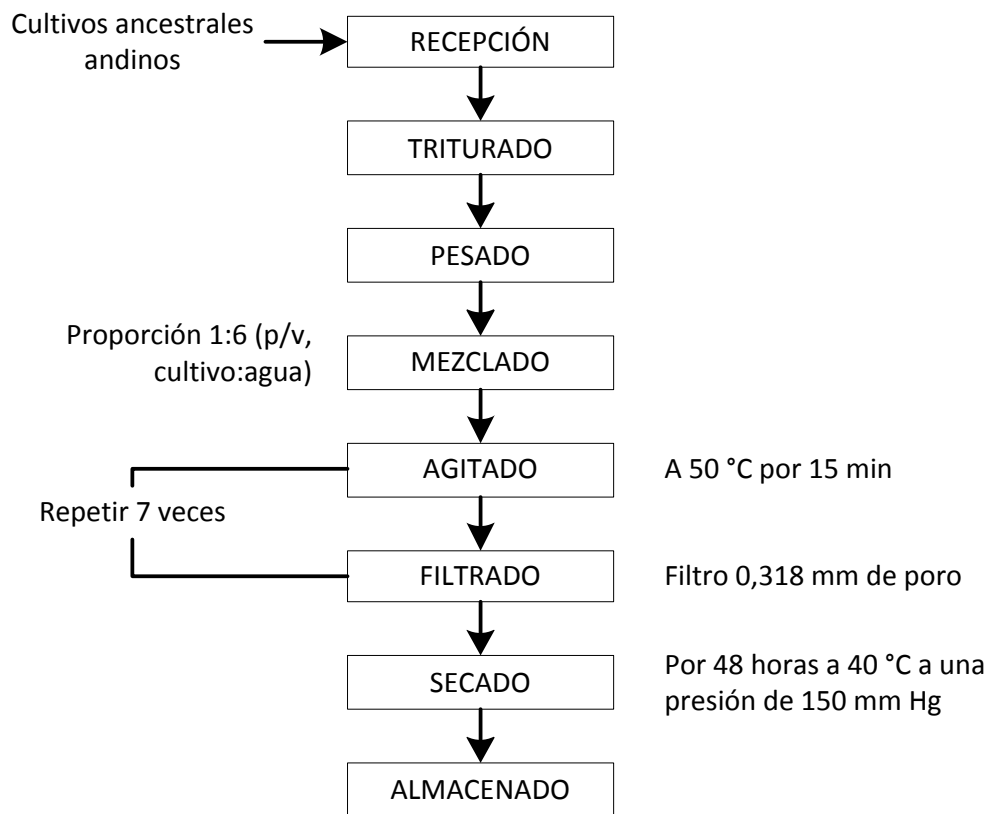 Cultivos ancestrales
andinos
RECEPCIÓN
TRITURADO
PESADO
Proporción 1:6 (p/v,
cultivo:agua)
MEZCLADO
AGITADO
A 50 °C por 15 min
Repetir 7 veces
FILTRADO
Filtro 0,318 mm de poro
SECADO
Por 48 horas a 40 °C a una
presión de 150 mm Hg
ALMACENADO